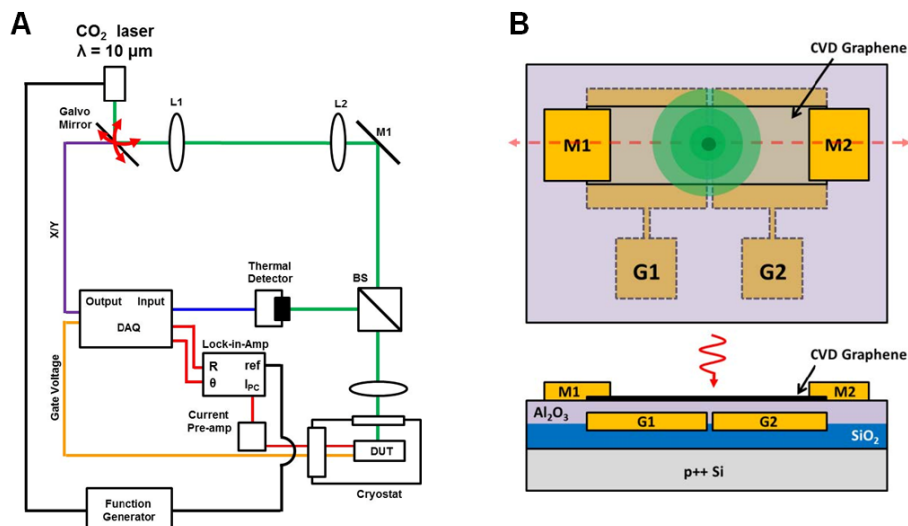 A
CO₂ laser
λ = 10 µm
Galvo
Mirror
L1
L2
M1
X/Y
Thermal
Detector
BS
Output Input
DAQ
Lock-in-Amp
R ref
θ I_PC
Gate Voltage
Current
Pre-amp
DUT
Cryostat
Function
Generator
B
CVD Graphene
M1 M2
G1 G2
CVD Graphene
M1 M2
Al₂O₃
G1 G2
SiO₂
p++ Si